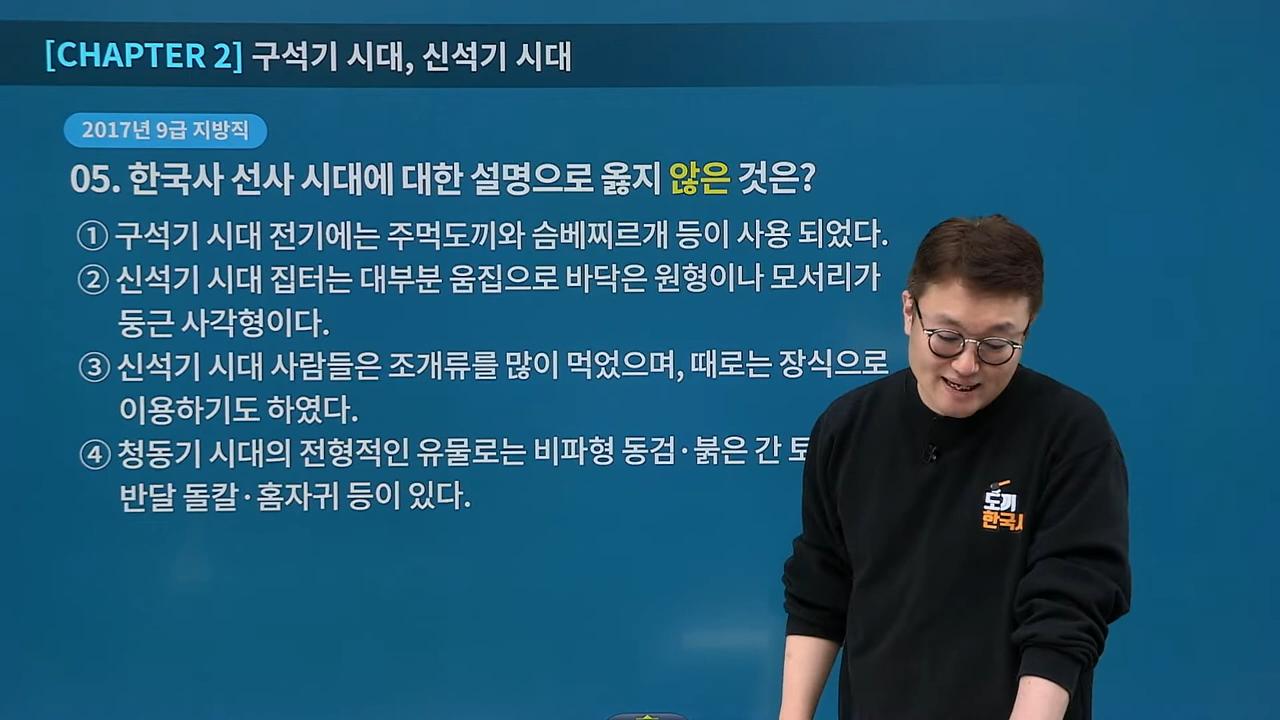 [CHAPTER 2] 구석기 시대, 신석기 시대
2017년 9급 지방직
05. 한국사 선사 시대에 대한 설명으로 옳지 않은 것은?
① 구석기 시대 전기에는 주먹도끼와 슴베찌르개 등이 사용 되었다.
② 신석기 시대 집터는 대부분 움집으로 바닥은 원형이나 모서리가
둥근 사각형이다.
③ 신석기 시대 사람들은 조개류를 많이 먹었으며, 때로는 장식으로
이용하기도 하였다.
④ 청동기 시대의 전형적인 유물로는 비파형 동검·붉은 간
반달 돌칼·홈자귀 등이 있다.
도끼
한국사